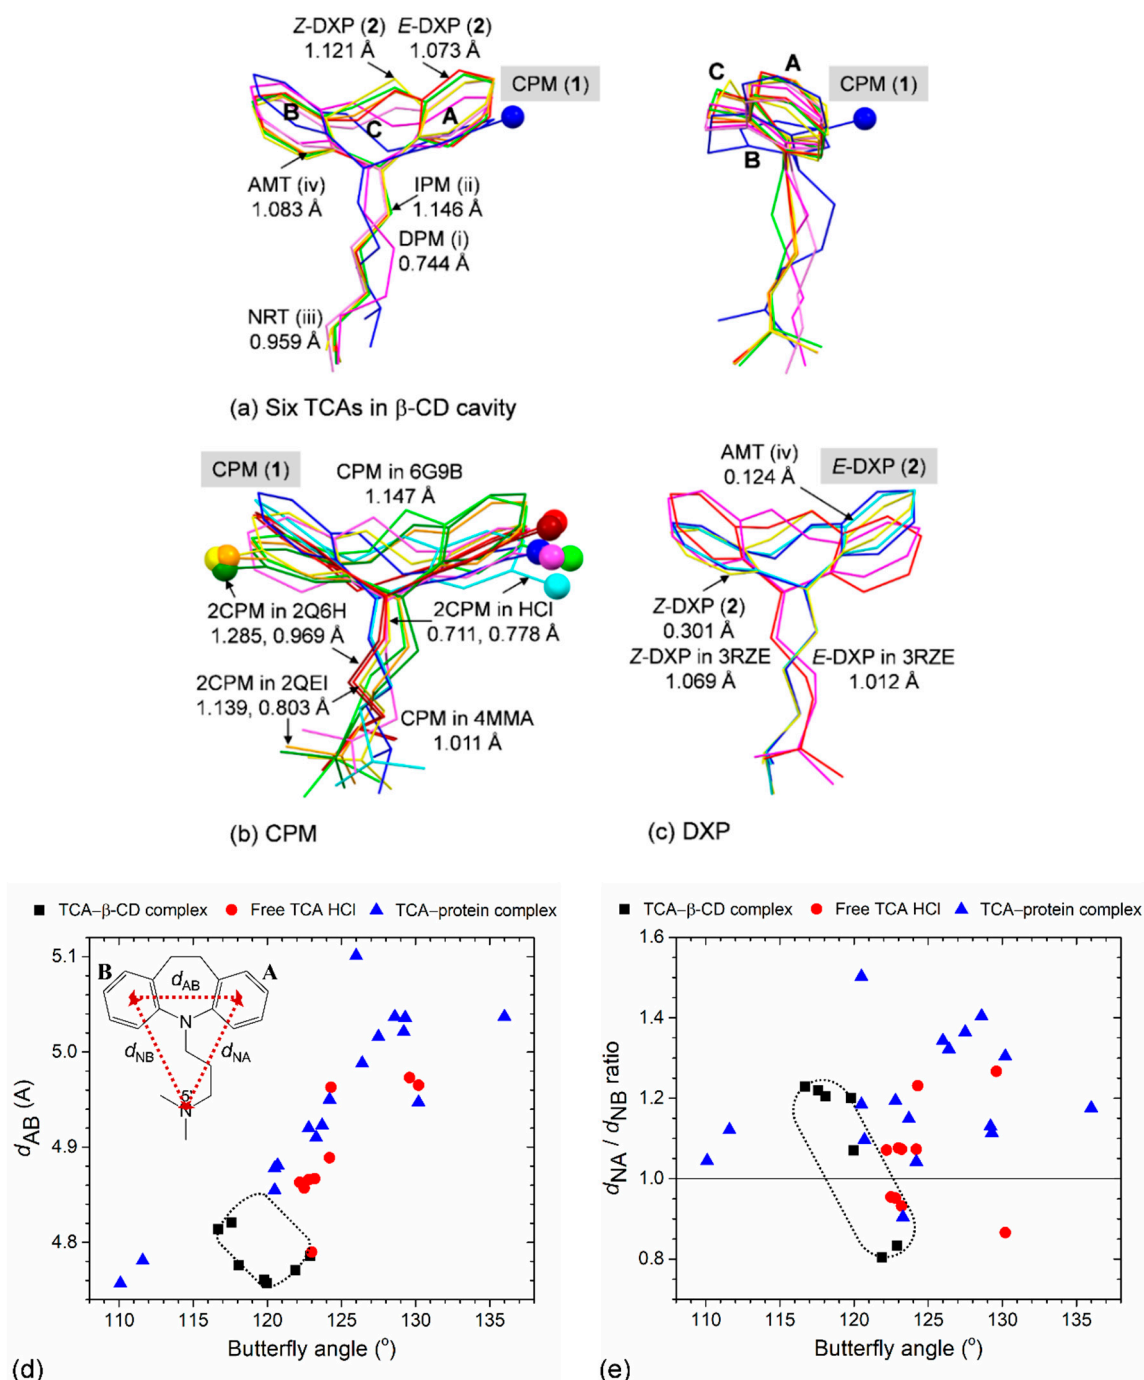 Z-DXP (2)
1.121 Å
E-DXP (2)
1.073 Å
CPM (1)
B
C
A
AMT (iv)
1.083 Å
IPM (ii)
1.146 Å
DPM (i)
0.744 Å
NRT (iii)
0.959 Å
C
A
CPM (1)
B
(a) Six TCAs in β-CD cavity
CPM (1)
CPM in 6G9B
1.147 Å
2CPM in 2Q6H
1.285, 0.969 Å
2CPM in HCl
0.711, 0.778 Å
2CPM in 2QEI
1.139, 0.803 Å
CPM in 4MMA
1.011 Å
(b) CPM
AMT (iv)
0.124 Å
E-DXP (2)
Z-DXP (2)
0.301 Å
Z-DXP in 3RZE
1.069 Å
E-DXP in 3RZE
1.012 Å
(c) DXP
TCA–β-CD complex Free TCA HCl TCA–protein complex
5.1
5.0
4.9
4.8
dAB (A)
B
A
dAB
dNB
dNA
N
5'
N
110 115 120 125 130 135
Butterfly angle (°)
(d)
TCA–β-CD complex Free TCA HCl TCA–protein complex
1.6
1.4
1.2
1.0
0.8
dNA / dNB ratio
110 115 120 125 130 135
Butterfly angle (°)
(e)